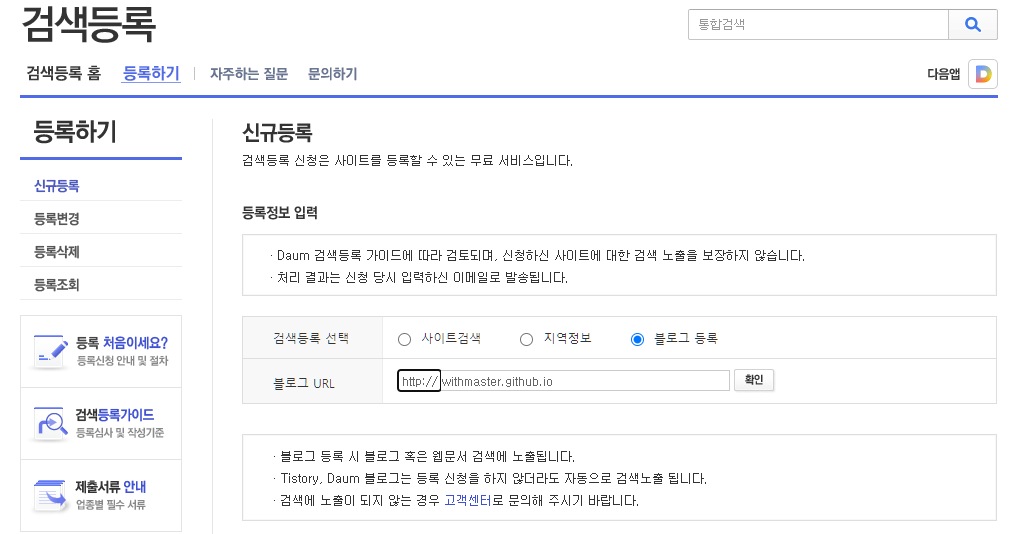 검색등록
통합검색
검색등록 홈 등록하기 자주하는 질문 문의하기 다음앱
등록하기
신규등록
등록변경
등록삭제
등록조회
등록 처음이세요?
등록신청 안내 및 절차
검색등록가이드
등록심사 및 작성기준
제출서류 안내
업종별 필수 서류
신규등록
검색등록 신청은 사이트를 등록할 수 있는 무료 서비스입니다.
등록정보 입력
· Daum 검색등록 가이드에 따라 검토되며, 신청하신 사이트에 대한 검색 노출을 보장하지 않습니다.
· 처리 결과는 신청 당시 입력하신 이메일로 발송됩니다.
검색등록 선택 사이트검색 지역정보 블로그 등록
블로그 URL http:// withmaster.github.io 확인
· 블로그 등록 시 블로그 혹은 웹문서 검색에 노출됩니다.
· Tistory, Daum 블로그는 등록 신청을 하지 않더라도 자동으로 검색노출 됩니다.
· 검색에 노출이 되지 않는 경우 고객센터로 문의해 주시기 바랍니다.